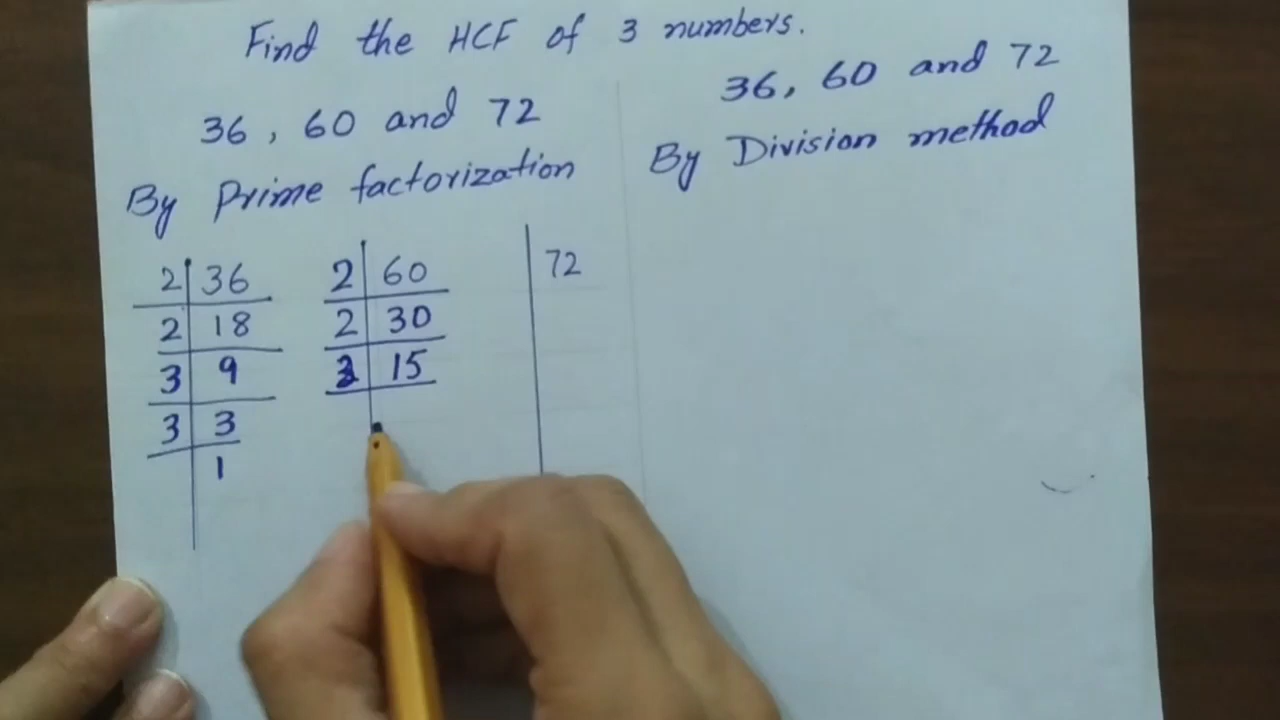 Find the HCF of 3 numbers.
36, 60 and 72
By Prime factorization
2 36
2 18
3 9
3 3
1
2 60
2 30
3 15
72
36, 60 and 72
By Division method